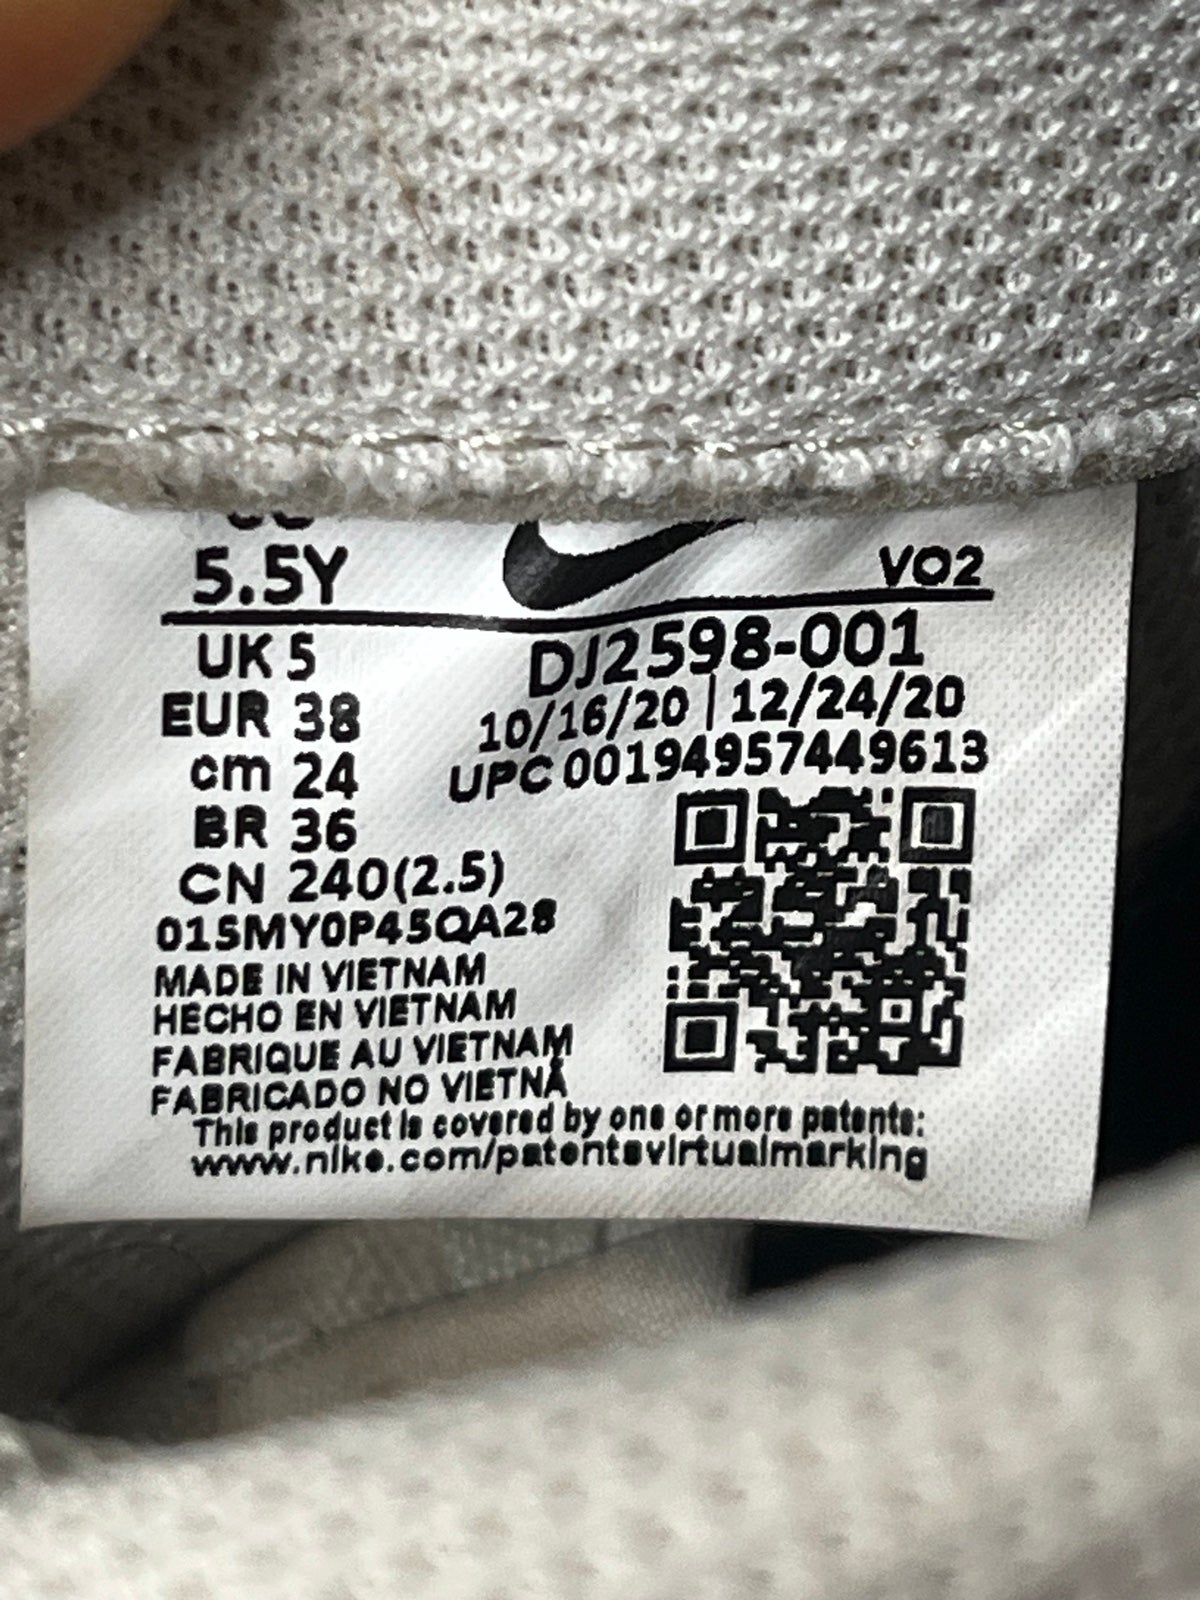 5.5Y
VO2
UK 5
EUR 38
cm 24
BR 36
CN 240(2.5)
DJ2598-001
10/16/20 | 12/24/20
UPC 00194957449613
01SMY0P45QA28
MADE IN VIETNAM
HECHO EN VIETNAM
FABRIQUE AU VIETNAM
FABRICADO NO VIETNÃ
This product is covered by one or more patents:
www.nike.com/patentsvirtualmarking